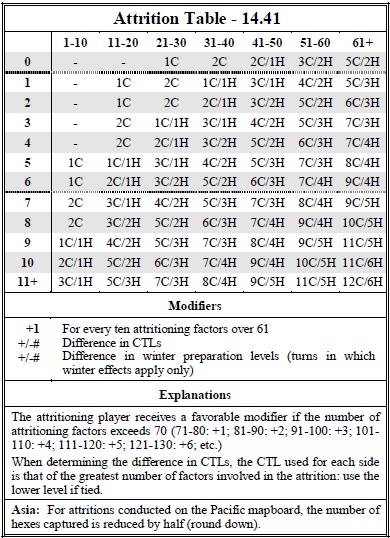 Attrition Table - 14.41
1-10 11-20 21-30 31-40 41-50 51-60 61+
0 - - 1C 2C 2C/1H 3C/2H 5C/2H
1 - 1C 2C 1C/1H 3C/1H 4C/2H 5C/3H
2 - 1C 2C 2C/1H 3C/2H 5C/2H 6C/3H
3 - 2C 1C/1H 3C/1H 4C/2H 5C/3H 7C/3H
4 - 2C 2C/1H 3C/2H 5C/2H 6C/3H 7C/4H
5 1C 1C/1H 3C/1H 4C/2H 5C/3H 7C/3H 8C/4H
6 1C 2C/1H 3C/2H 5C/2H 6C/3H 7C/4H 9C/4H
7 2C 3C/1H 4C/2H 5C/3H 7C/3H 8C/4H 9C/5H
8 2C 3C/2H 5C/2H 6C/3H 7C/4H 9C/4H 10C/5H
9 1C/1H 4C/2H 5C/3H 7C/3H 8C/4H 9C/5H 11C/5H
10 2C/1H 5C/2H 6C/3H 7C/4H 9C/4H 10C/5H 11C/6H
11+ 3C/1H 5C/3H 7C/3H 8C/4H 9C/5H 11C/5H 12C/6H
Modifiers
+1 For every ten attritioning factors over 61
+/-# Difference in CTLs
+/-# Difference in winter preparation levels (turns in which
winter effects apply only)
Explanations
The attritioning player receives a favorable modifier if the number of
attritioning factors exceeds 70 (71-80: +1; 81-90: +2; 91-100: +3; 101-
110: +4; 111-120: +5; 121-130: +6; etc.)
When determining the difference in CTLs, the CTL used for each side
is that of the greatest number of factors involved in the attrition: use the
lower level if tied.
Asia: For attritions conducted on the Pacific mapboard, the number of
hexes captured is reduced by half (round down).